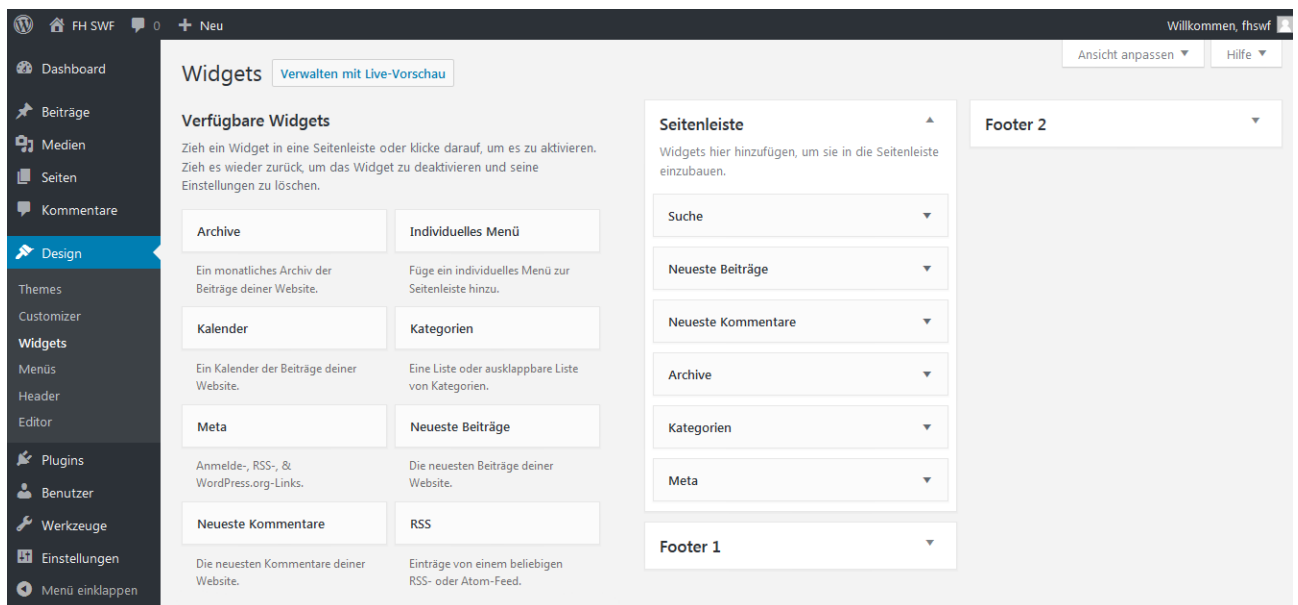 FH SWF 0 Neu
Willkommen, fhswf
Dashboard
Beiträge
Medien
Seiten
Kommentare
Design
Themes
Customizer
Widgets
Menüs
Header
Editor
Plugins
Benutzer
Werkzeuge
Einstellungen
Menü einklappen
Ansicht anpassen
Hilfe
Widgets
Verwalten mit Live-Vorschau
Verfügbare Widgets
Zieh ein Widget in eine Seitenleiste oder klicke darauf, um es zu aktivieren.
Zieh es wieder zurück, um das Widget zu deaktivieren und seine
Einstellungen zu löschen.
Archive
Ein monatliches Archiv der
Beiträge deiner Website.
Individuelles Menü
Füge ein individuelles Menü zur
Seitenleiste hinzu.
Kalender
Ein Kalender der Beiträge deiner
Website.
Kategorien
Eine Liste oder ausklappbare Liste
von Kategorien.
Meta
Anmelde-, RSS-, &
WordPress.org-Links.
Neueste Beiträge
Die neuesten Beiträge deiner
Website.
Neueste Kommentare
Die neuesten Kommentare deiner
Website.
RSS
Einträge von einem beliebigen
RSS- oder Atom-Feed.
Seitenleiste
Widgets hier hinzufügen, um sie in die Seitenleiste
einzubauen.
Suche
Neueste Beiträge
Neueste Kommentare
Archive
Kategorien
Meta
Footer 1
Footer 2